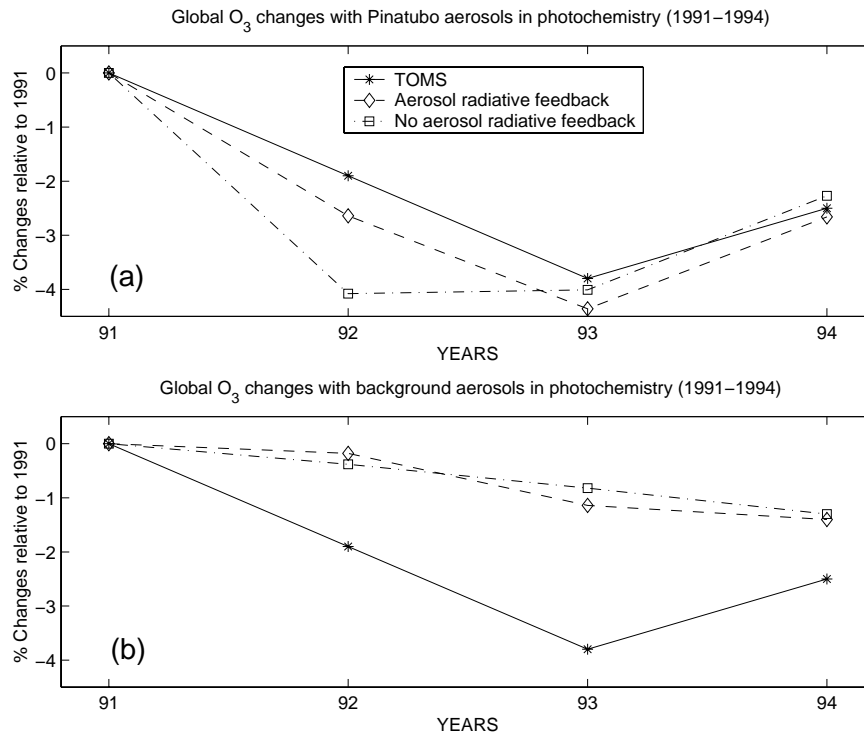 Global O3 changes with Pinatubo aerosols in photochemistry (1991−1994)
% Changes relative to 1991
0
−1
−2
−3
−4
TOMS
Aerosol radiative feedback
No aerosol radiative feedback
(a)
91 92 93 94
YEARS
Global O3 changes with background aerosols in photochemistry (1991−1994)
% Changes relative to 1991
0
−1
−2
−3
−4
(b)
91 92 93 94
YEARS